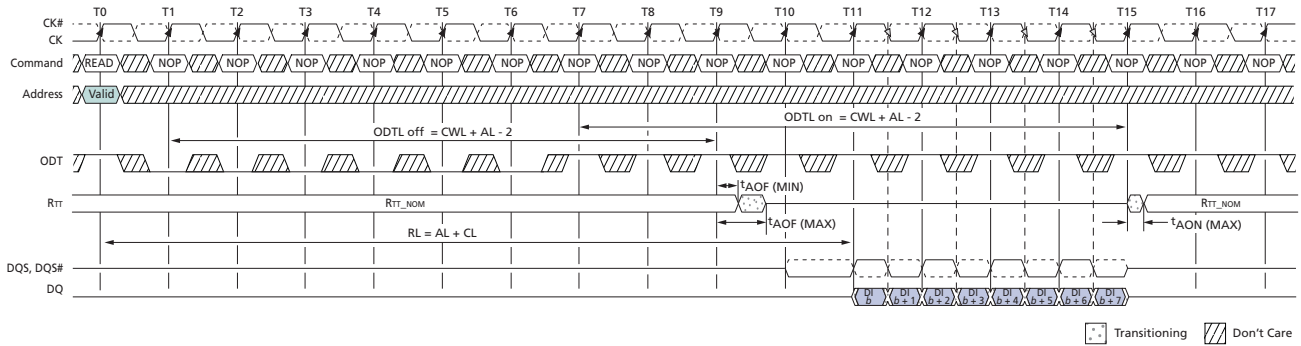 T0 T1 T2 T3 T4 T5 T6 T7 T8 T9 T10 T11 T12 T13 T14 T15 T16 T17
CK#
CK
Command READ NOP NOP NOP NOP NOP NOP NOP NOP NOP NOP NOP NOP NOP NOP NOP NOP NOP
Address Valid
ODTL on = CWL + AL - 2
ODTL off = CWL + AL - 2
ODT
tAOF (MIN)
RTT RTT_NOM RTT_NOM
tAOF (MAX) tAON (MAX)
RL = AL + CL
DQS, DQS#
DQ
DI b DI b + 1 DI b + 2 DI b + 3 DI b + 4 DI b + 5 DI b + 6 DI b + 7
Transitioning Don't Care